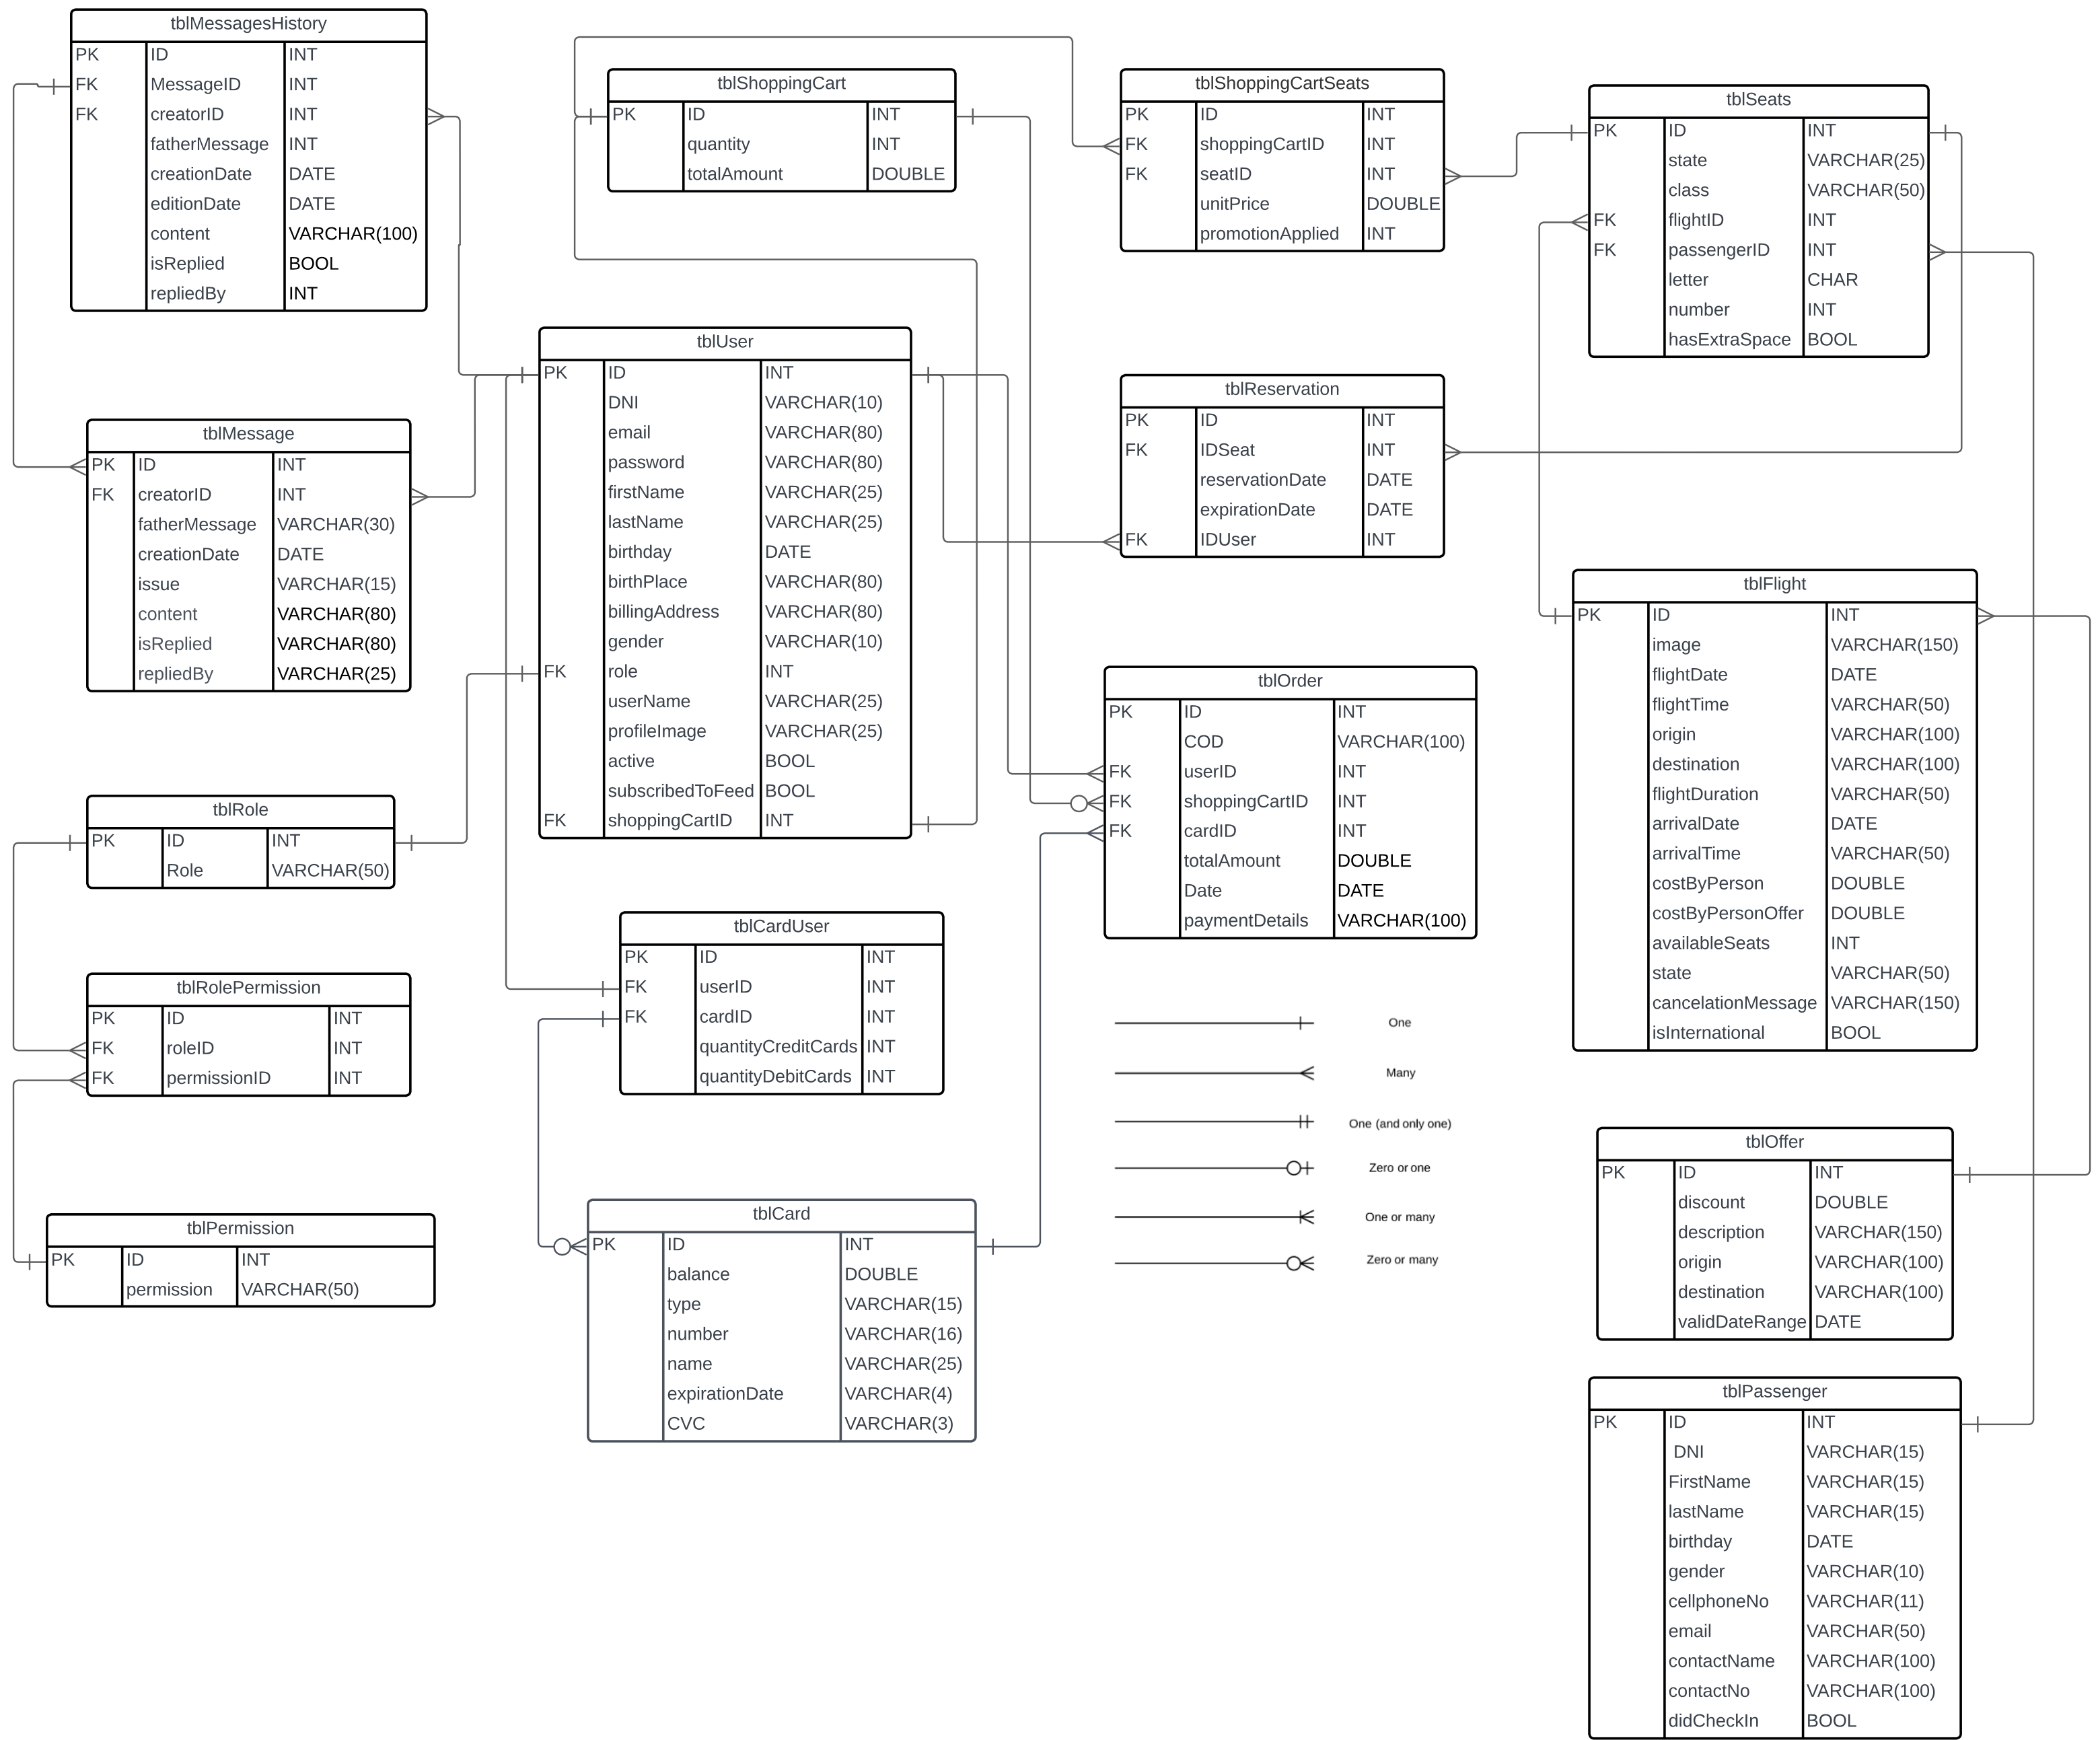 tblMessagesHistory
PK ID INT
FK MessageID INT
FK creatorID INT
fatherMessage INT
creationDate DATE
editionDate DATE
content VARCHAR(100)
isReplied BOOL
repliedBy INT
tblShoppingCart
PK ID INT
quantity INT
totalAmount DOUBLE
tblShoppingCartSeats
PK ID INT
FK shoppingCartID INT
FK seatID INT
unitPrice DOUBLE
promotionApplied INT
tblSeats
PK ID INT
state VARCHAR(25)
class VARCHAR(50)
FK flightID INT
FK passengerID INT
letter CHAR
number INT
hasExtraSpace BOOL
tblMessage
PK ID INT
FK creatorID INT
fatherMessage VARCHAR(30)
creationDate DATE
issue VARCHAR(15)
content VARCHAR(80)
isReplied VARCHAR(80)
repliedBy VARCHAR(25)
tblUser
PK ID INT
DNI VARCHAR(10)
email VARCHAR(80)
password VARCHAR(80)
firstName VARCHAR(25)
lastName VARCHAR(25)
birthday DATE
birthPlace VARCHAR(80)
billingAddress VARCHAR(80)
gender VARCHAR(10)
FK role INT
userName VARCHAR(25)
profileImage VARCHAR(25)
active BOOL
subscribedToFeed BOOL
FK shoppingCartID INT
tblReservation
PK ID INT
FK IDSeat INT
reservationDate DATE
expirationDate DATE
FK IDUser INT
tblFlight
PK ID INT
image VARCHAR(150)
flightDate DATE
flightTime VARCHAR(50)
origin VARCHAR(100)
destination VARCHAR(100)
flightDuration VARCHAR(50)
arrivalDate DATE
arrivalTime VARCHAR(50)
costByPerson DOUBLE
costByPersonOffer DOUBLE
availableSeats INT
state VARCHAR(50)
cancelationMessage VARCHAR(150)
isInternational BOOL
tblOrder
PK ID INT
COD VARCHAR(100)
FK userID INT
FK shoppingCartID INT
FK cardID INT
totalAmount DOUBLE
Date DATE
paymentDetails VARCHAR(100)
tblRole
PK ID INT
Role VARCHAR(50)
tblCardUser
PK ID INT
FK userID INT
FK cardID INT
quantityCreditCards INT
quantityDebitCards INT
tblRolePermission
PK ID INT
FK roleID INT
FK permissionID INT
One
Many
One (and only one)
Zero or one
One or many
Zero or many
tblPermission
PK ID INT
permission VARCHAR(50)
tblCard
PK ID INT
balance DOUBLE
type VARCHAR(15)
number VARCHAR(16)
name VARCHAR(25)
expirationDate VARCHAR(4)
CVC VARCHAR(3)
tblOffer
PK ID INT
discount DOUBLE
description VARCHAR(150)
origin VARCHAR(100)
destination VARCHAR(100)
validDateRange DATE
tblPassenger
PK ID INT
DNI VARCHAR(15)
FirstName VARCHAR(15)
lastName VARCHAR(15)
birthday DATE
gender VARCHAR(10)
cellphoneNo VARCHAR(11)
email VARCHAR(50)
contactName VARCHAR(100)
contactNo VARCHAR(100)
didCheckIn BOOL